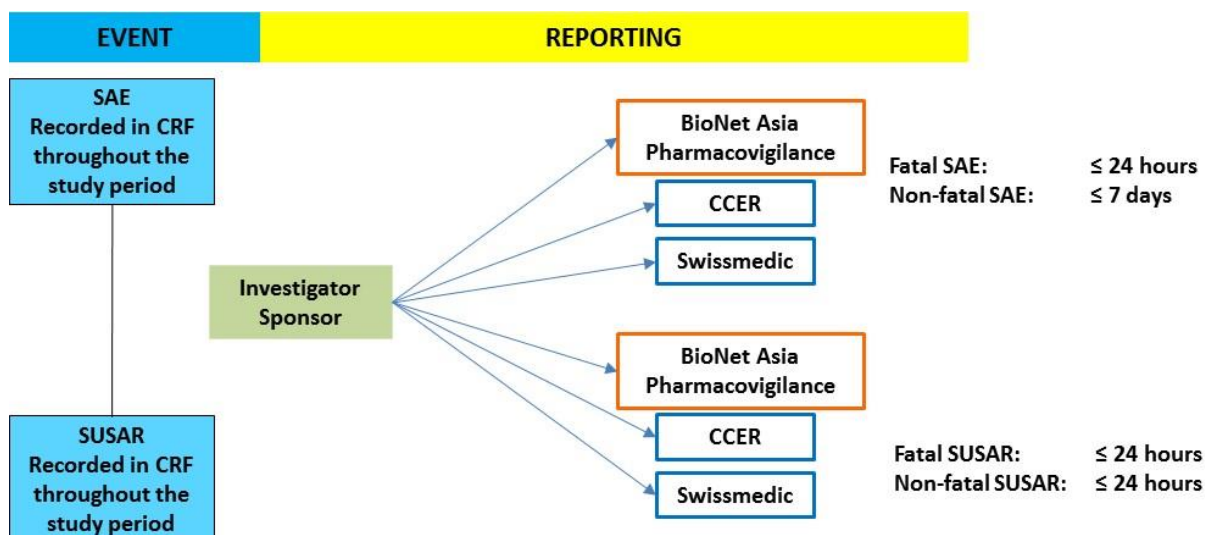 EVENT
REPORTING
SAE
Recorded in CRF
throughout the
study period
BioNet Asia
Pharmacovigilance
CCER
Swissmedic
Fatal SAE: ≤ 24 hours
Non-fatal SAE: ≤ 7 days
Investigator
Sponsor
BioNet Asia
Pharmacovigilance
CCER
Swissmedic
Fatal SUSAR: ≤ 24 hours
Non-fatal SUSAR: ≤ 24 hours
SUSAR
Recorded in CRF
throughout the
study period